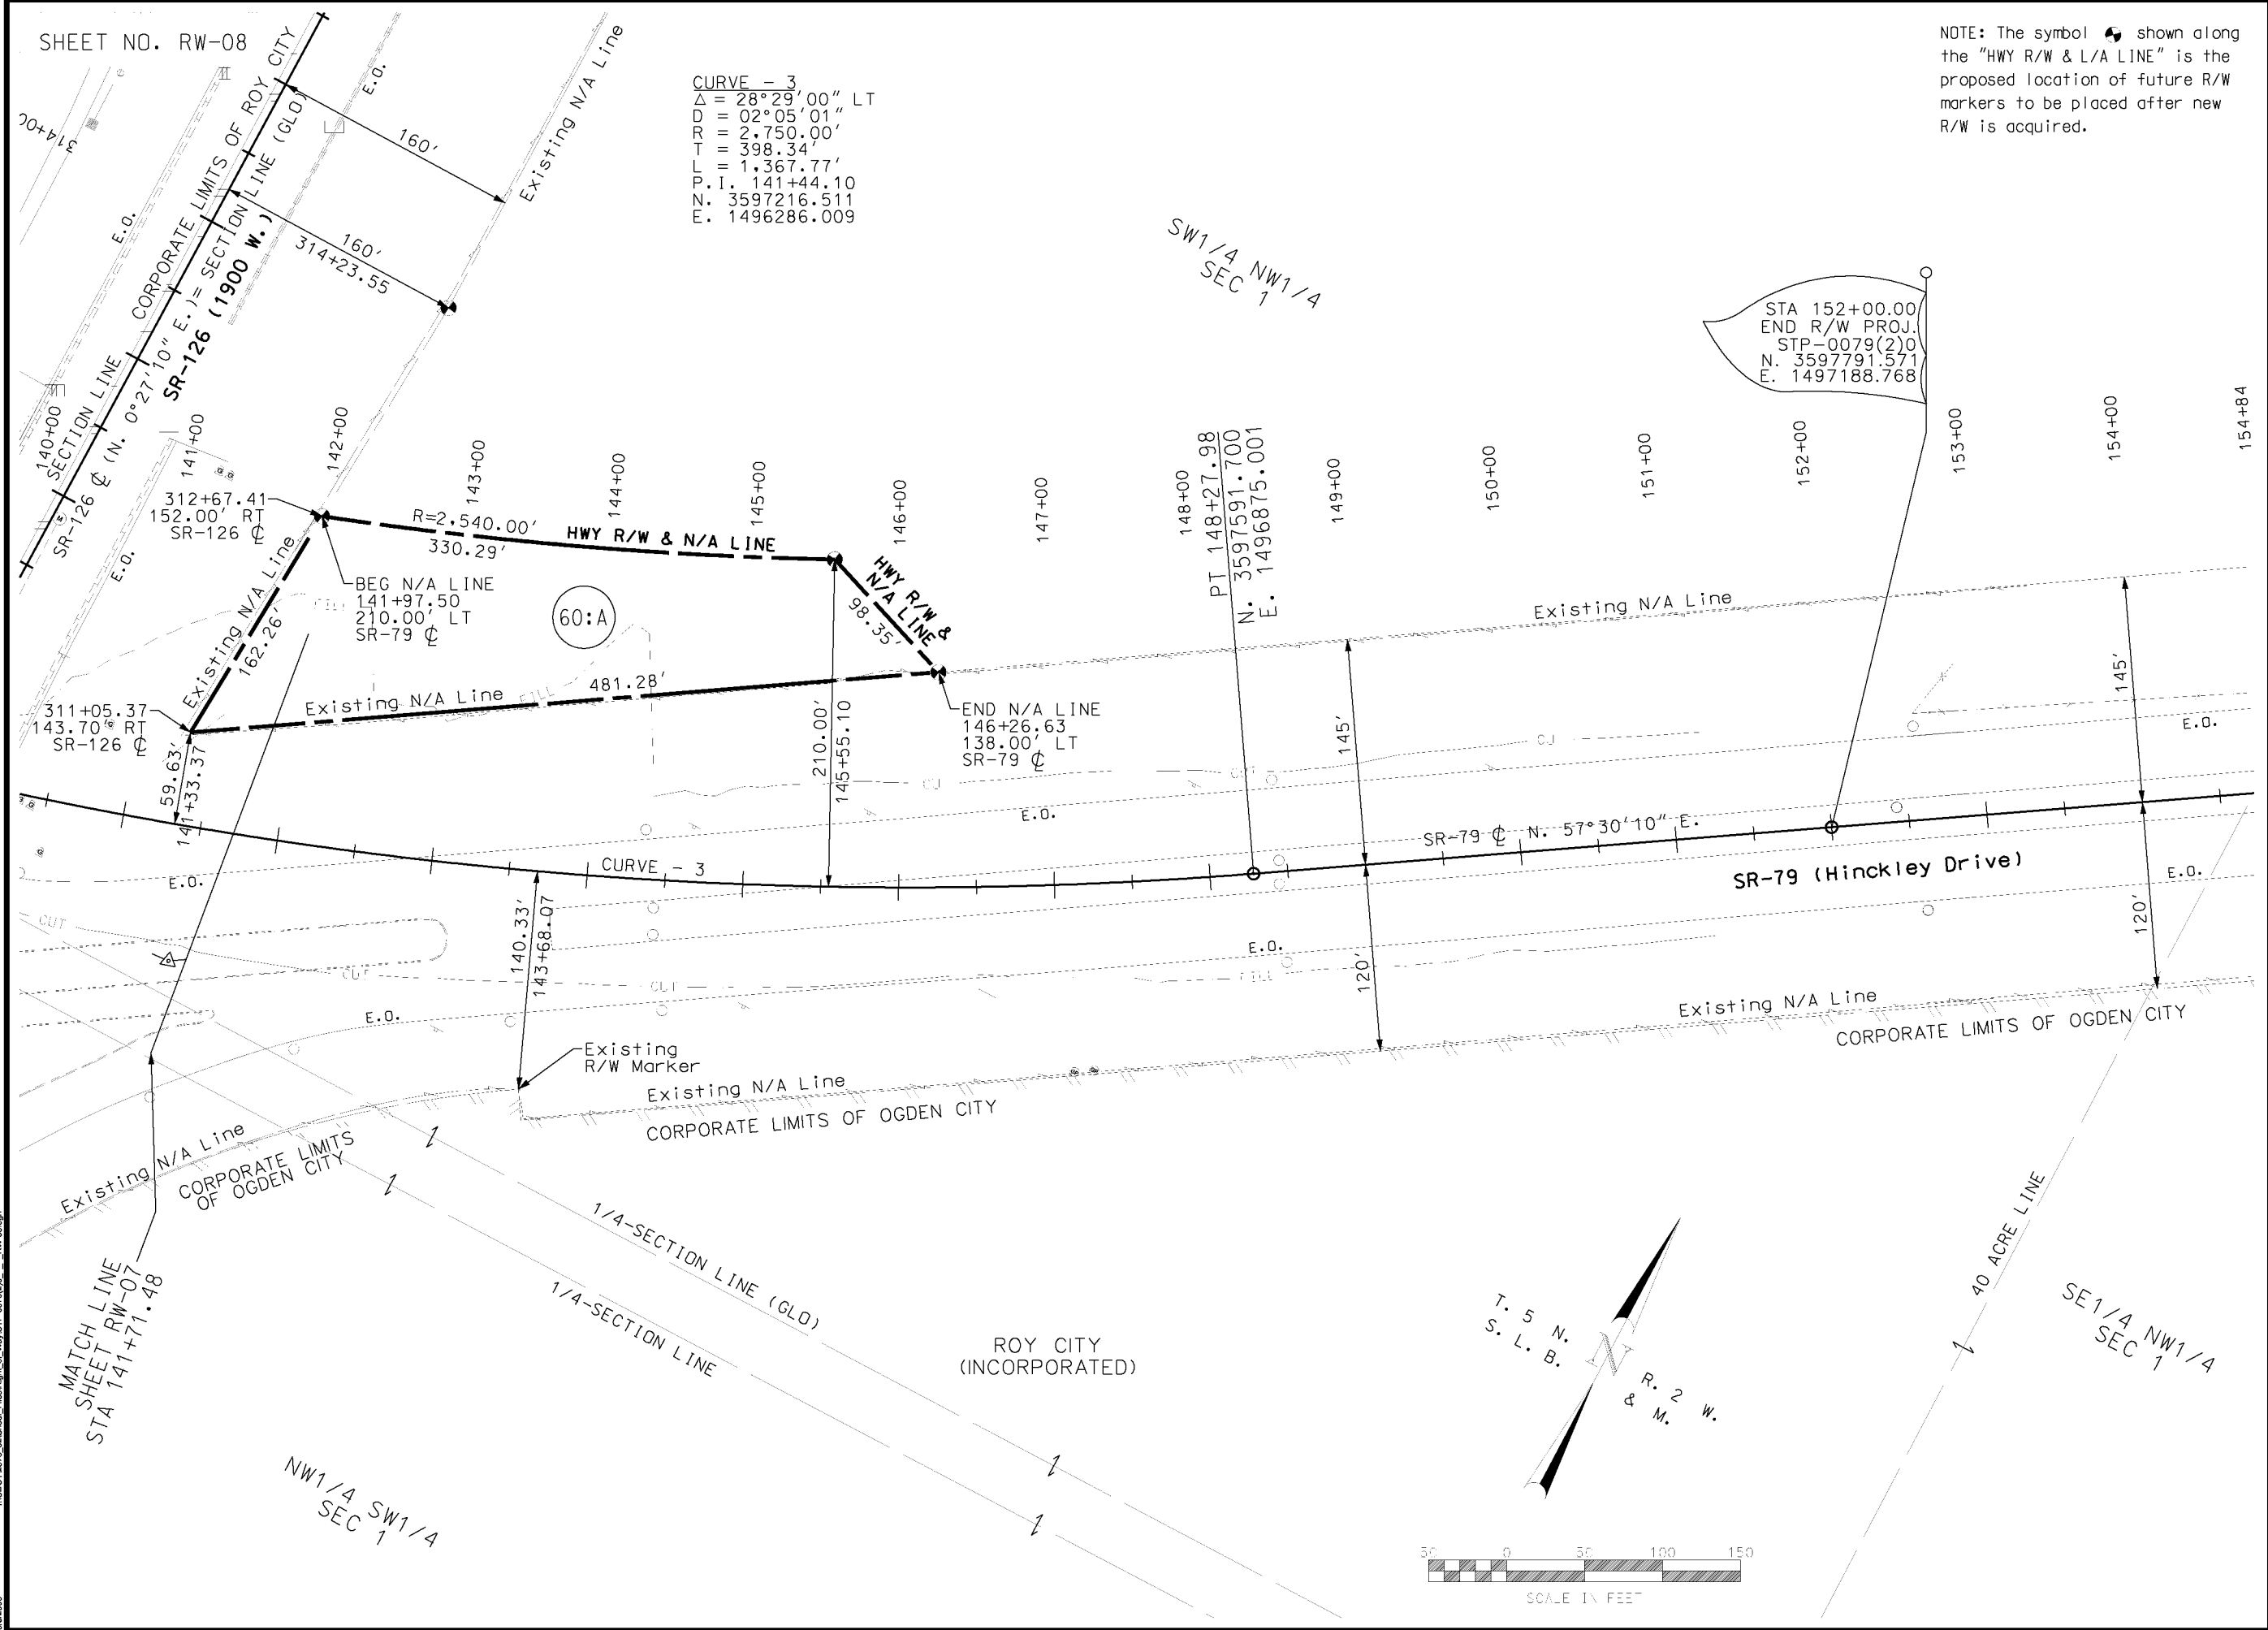 SHEET NO. RW-08
NOTE: The symbol shown along
the "HWY R/W & L/A LINE" is the
proposed location of future R/W
markers to be placed after new
R/W is acquired.
CURVE - 3
Δ = 28°29'00" LT
D = 02°05'01"
R = 2,750.00'
T = 398.34'
L = 1,367.77'
P.I. 141+44.10
N. 3597216.511
E. 1496286.009
314+00
E.O.
E.O.
E.O.
CORPORATE LIMITS OF ROY CITY
SECTION LINE
SR-126 ℄ (N. 0°27'10" E.)= SECTION LINE (GLO)
SR-126 (1900 W.)
160'
160'
314+23.55
Existing N/A Line
SW1/4 NW1/4
SEC 1
STA 152+00.00
END R/W PROJ.
STP-0079(2)0
N. 3597791.571
E. 1497188.768
140+00
141+00
142+00
143+00
144+00
145+00
146+00
147+00
148+00
149+00
150+00
151+00
152+00
153+00
154+00
154+84
PT 148+27.98
N. 3597591.700
E. 1496875.001
312+67.41
152.00' RT
SR-126 ℄
R=2,540.00'
330.29'
HWY R/W & N/A LINE
HWY R/W &
N/A LINE
98.35'
BEG N/A LINE
141+97.50
210.00' LT
SR-79 ℄
60:A
Existing N/A Line
162.26'
Existing N/A Line
481.28'
FILL
311+05.37
143.70' RT
SR-126 ℄
59.63'
141+33.37
END N/A LINE
146+26.63
138.00' LT
SR-79 ℄
210.00'
145+55.10
Existing N/A Line
145'
145'
CUT
E.O.
E.O.
SR-79 ℄ N. 57°30'10" E.
SR-79 (Hinckley Drive)
CURVE - 3
E.O.
E.O.
CUT
CUT
CUT
140.33'
143+68.07
E.O.
E.O.
FILL
120'
120'
Existing N/A Line
CORPORATE LIMITS OF OGDEN CITY
Existing
R/W Marker
Existing N/A Line
CORPORATE LIMITS OF OGDEN CITY
Existing N/A Line
CORPORATE LIMITS
OF OGDEN CITY
MATCH LINE
SHEET RW-07
STA 141+71.48
1/4-SECTION LINE (GLO)
1/4-SECTION LINE
ROY CITY
(INCORPORATED)
40 ACRE LINE
T. 5 N.
S. L. B.
N
R. 2 W.
& M.
SE1/4 NW1/4
SEC 1
NW1/4 SW1/4
SEC 1
50 0 50 100 150
SCALE IN FEET